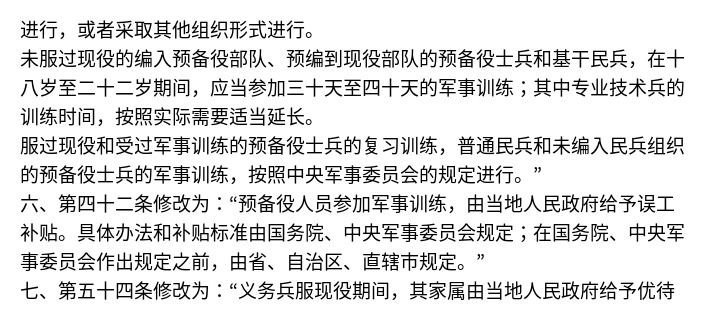 进行，或者采取其他组织形式进行。
未服过现役的编入预备役部队、预编到现役部队的预备役士兵和基干民兵，在十
八岁至二十二岁期间，应当参加三十天至四十天的军事训练；其中专业技术兵的
训练时间，按照实际需要适当延长。
服过现役和受过军事训练的预备役士兵的复习训练，普通民兵和未编入民兵组织
的预备役士兵的军事训练，按照中央军事委员会的规定进行。”
六、第四十二条修改为：“预备役人员参加军事训练，由当地人民政府给予误工
补贴。具体办法和补贴标准由国务院、中央军事委员会规定；在国务院、中央军
事委员会作出规定之前，由省、自治区、直辖市规定。”
七、第五十四条修改为：“义务兵服现役期间，其家属由当地人民政府给予优待